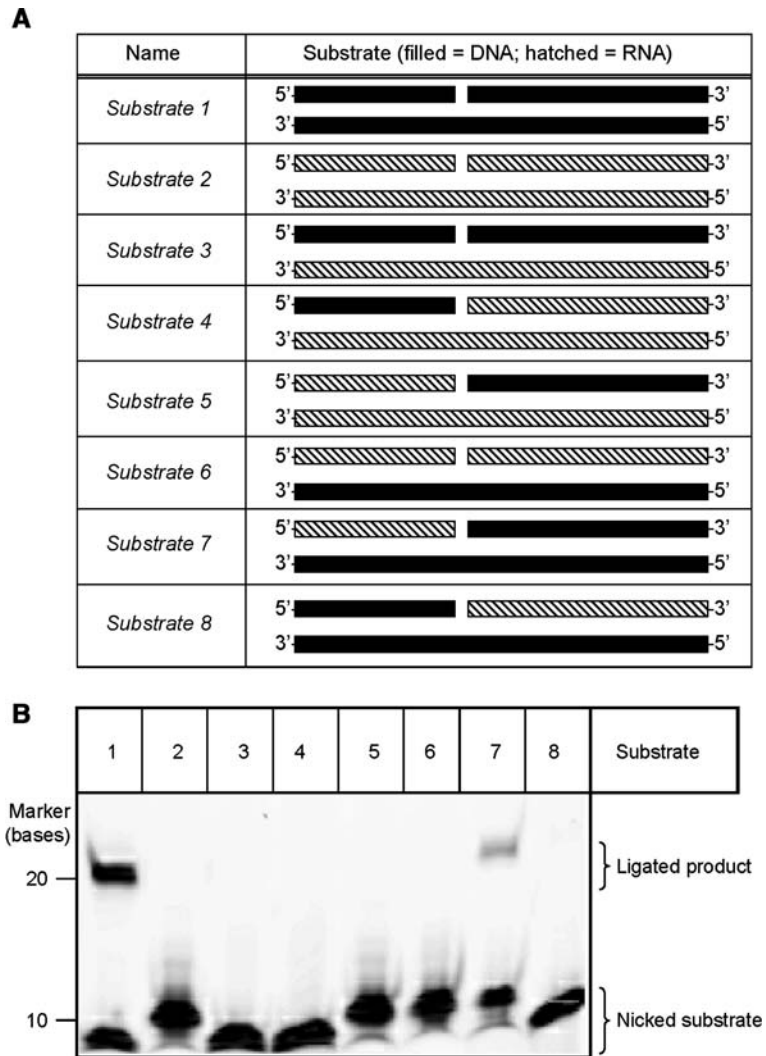 A
Name Substrate (filled = DNA; hatched = RNA)
5' -3'
Substrate 1
3' -5'
5' -3'
Substrate 2
3' -5'
5' -3'
Substrate 3
3' -5'
5' -3'
Substrate 4
3' -5'
5' -3'
Substrate 5
3' -5'
5' -3'
Substrate 6
3' -5'
5' -3'
Substrate 7
3' -5'
5' -3'
Substrate 8
3' -5'
B
1 2 3 4 5 6 7 8 Substrate
Marker
(bases)
Ligated product
20
10
Nicked substrate